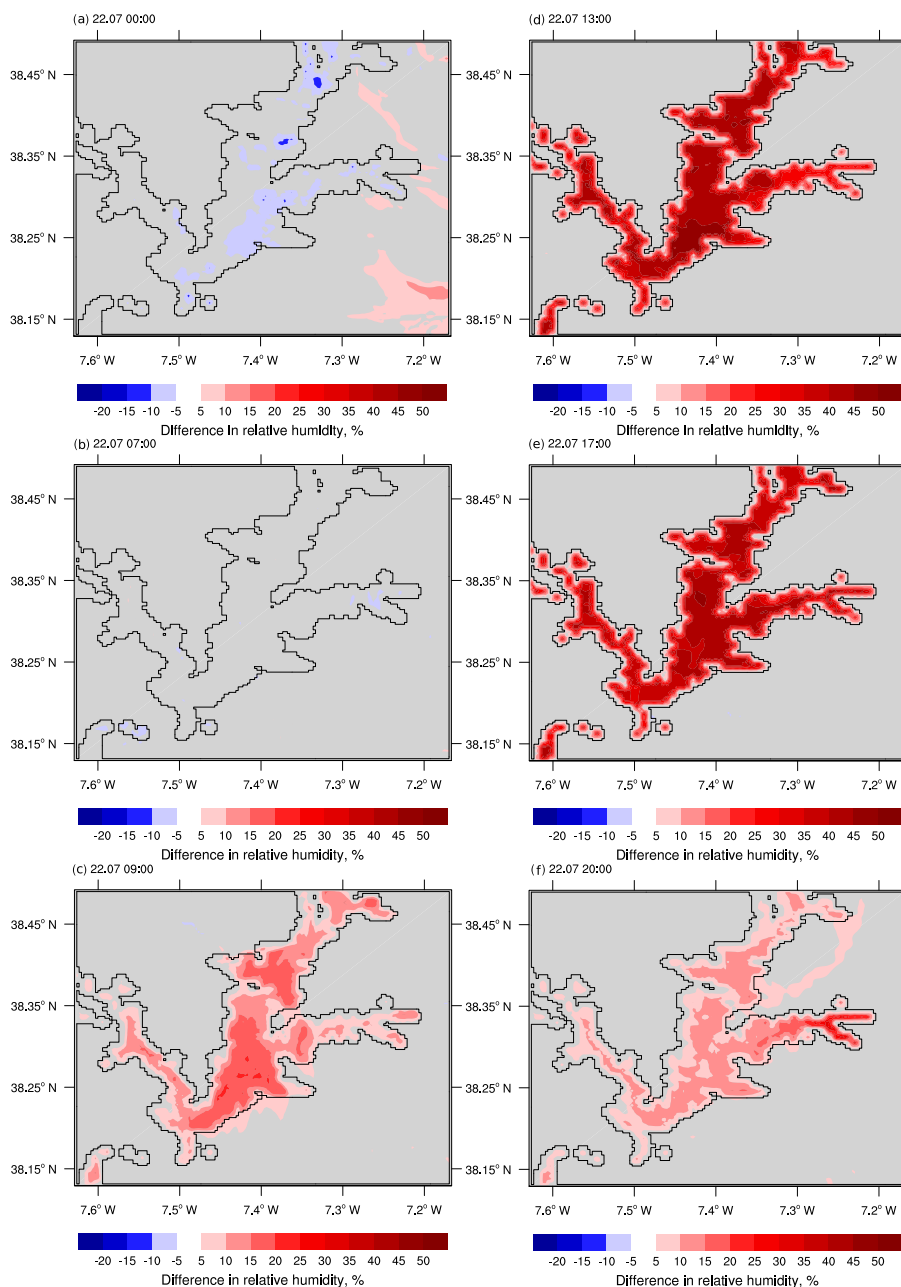 (a) 22.07 00:00
38.45° N
38.35° N
38.25° N
38.15° N
7.6° W 7.5° W 7.4° W 7.3° W 7.2° W
-20 -15 -10 -5 5 10 15 20 25 30 35 40 45 50
Difference in relative humidity, %
(b) 22.07 07:00
38.45° N
38.35° N
38.25° N
38.15° N
7.6° W 7.5° W 7.4° W 7.3° W 7.2° W
-20 -15 -10 -5 5 10 15 20 25 30 35 40 45 50
Difference in relative humidity, %
(c) 22.07 09:00
38.45° N
38.35° N
38.25° N
38.15° N
7.6° W 7.5° W 7.4° W 7.3° W 7.2° W
-20 -15 -10 -5 5 10 15 20 25 30 35 40 45 50
Difference in relative humidity, %
(d) 22.07 13:00
38.45° N
38.35° N
38.25° N
38.15° N
7.6° W 7.5° W 7.4° W 7.3° W 7.2° W
-20 -15 -10 -5 5 10 15 20 25 30 35 40 45 50
Difference in relative humidity, %
(e) 22.07 17:00
38.45° N
38.35° N
38.25° N
38.15° N
7.6° W 7.5° W 7.4° W 7.3° W 7.2° W
-20 -15 -10 -5 5 10 15 20 25 30 35 40 45 50
Difference in relative humidity, %
(f) 22.07 20:00
38.45° N
38.35° N
38.25° N
38.15° N
7.6° W 7.5° W 7.4° W 7.3° W 7.2° W
-20 -15 -10 -5 5 10 15 20 25 30 35 40 45 50
Difference in relative humidity, %